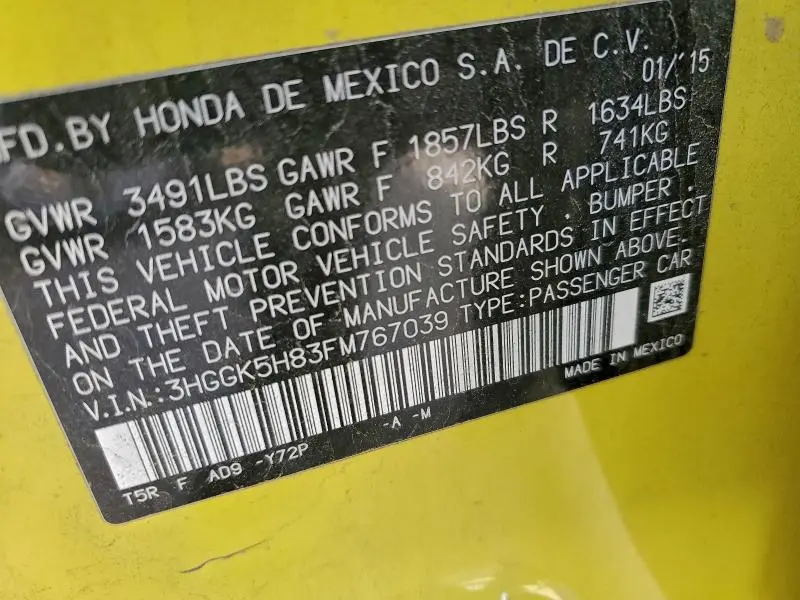 MFD.BY HONDA DE MEXICO S.A. DE C.V.
01/'15
GVWR 3491LBS GAWR F 1857LBS R 1634LBS
GVWR 1583KG GAWR F 842KG R 741KG
THIS VEHICLE CONFORMS TO ALL APPLICABLE
FEDERAL MOTOR VEHICLE SAFETY , BUMPER ,
AND THEFT PREVENTION STANDARDS IN EFFECT
ON THE DATE OF MANUFACTURE SHOWN ABOVE.
V.I.N.:3HGGK5H83FM767039 TYPE:PASSENGER CAR
MADE IN MEXICO
T5R F AD9 -Y72P -A -M